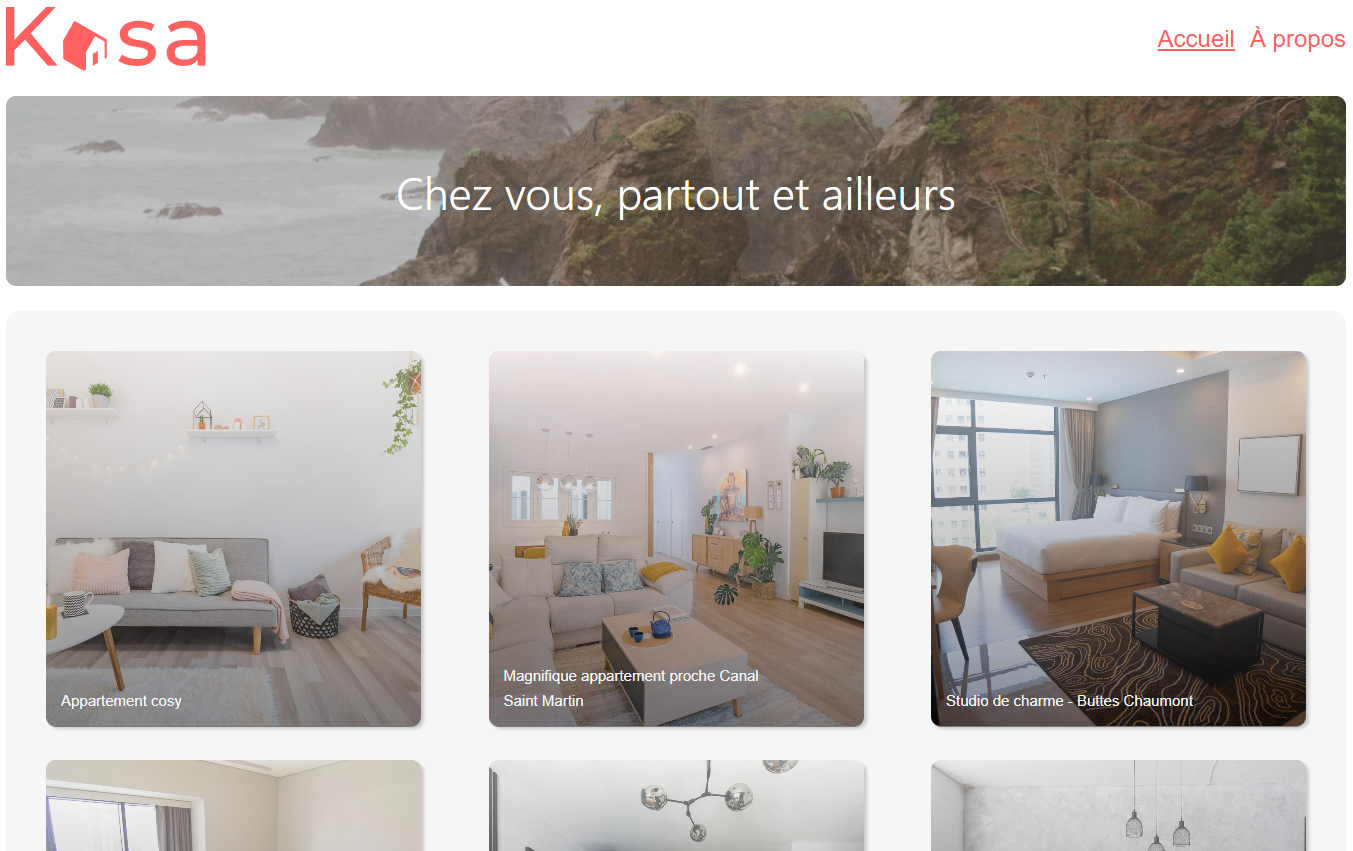 Kasa
Accueil À propos
Chez vous, partout et ailleurs
Appartement cosy
Magnifique appartement proche Canal
Saint Martin
Studio de charme - Buttes Chaumont